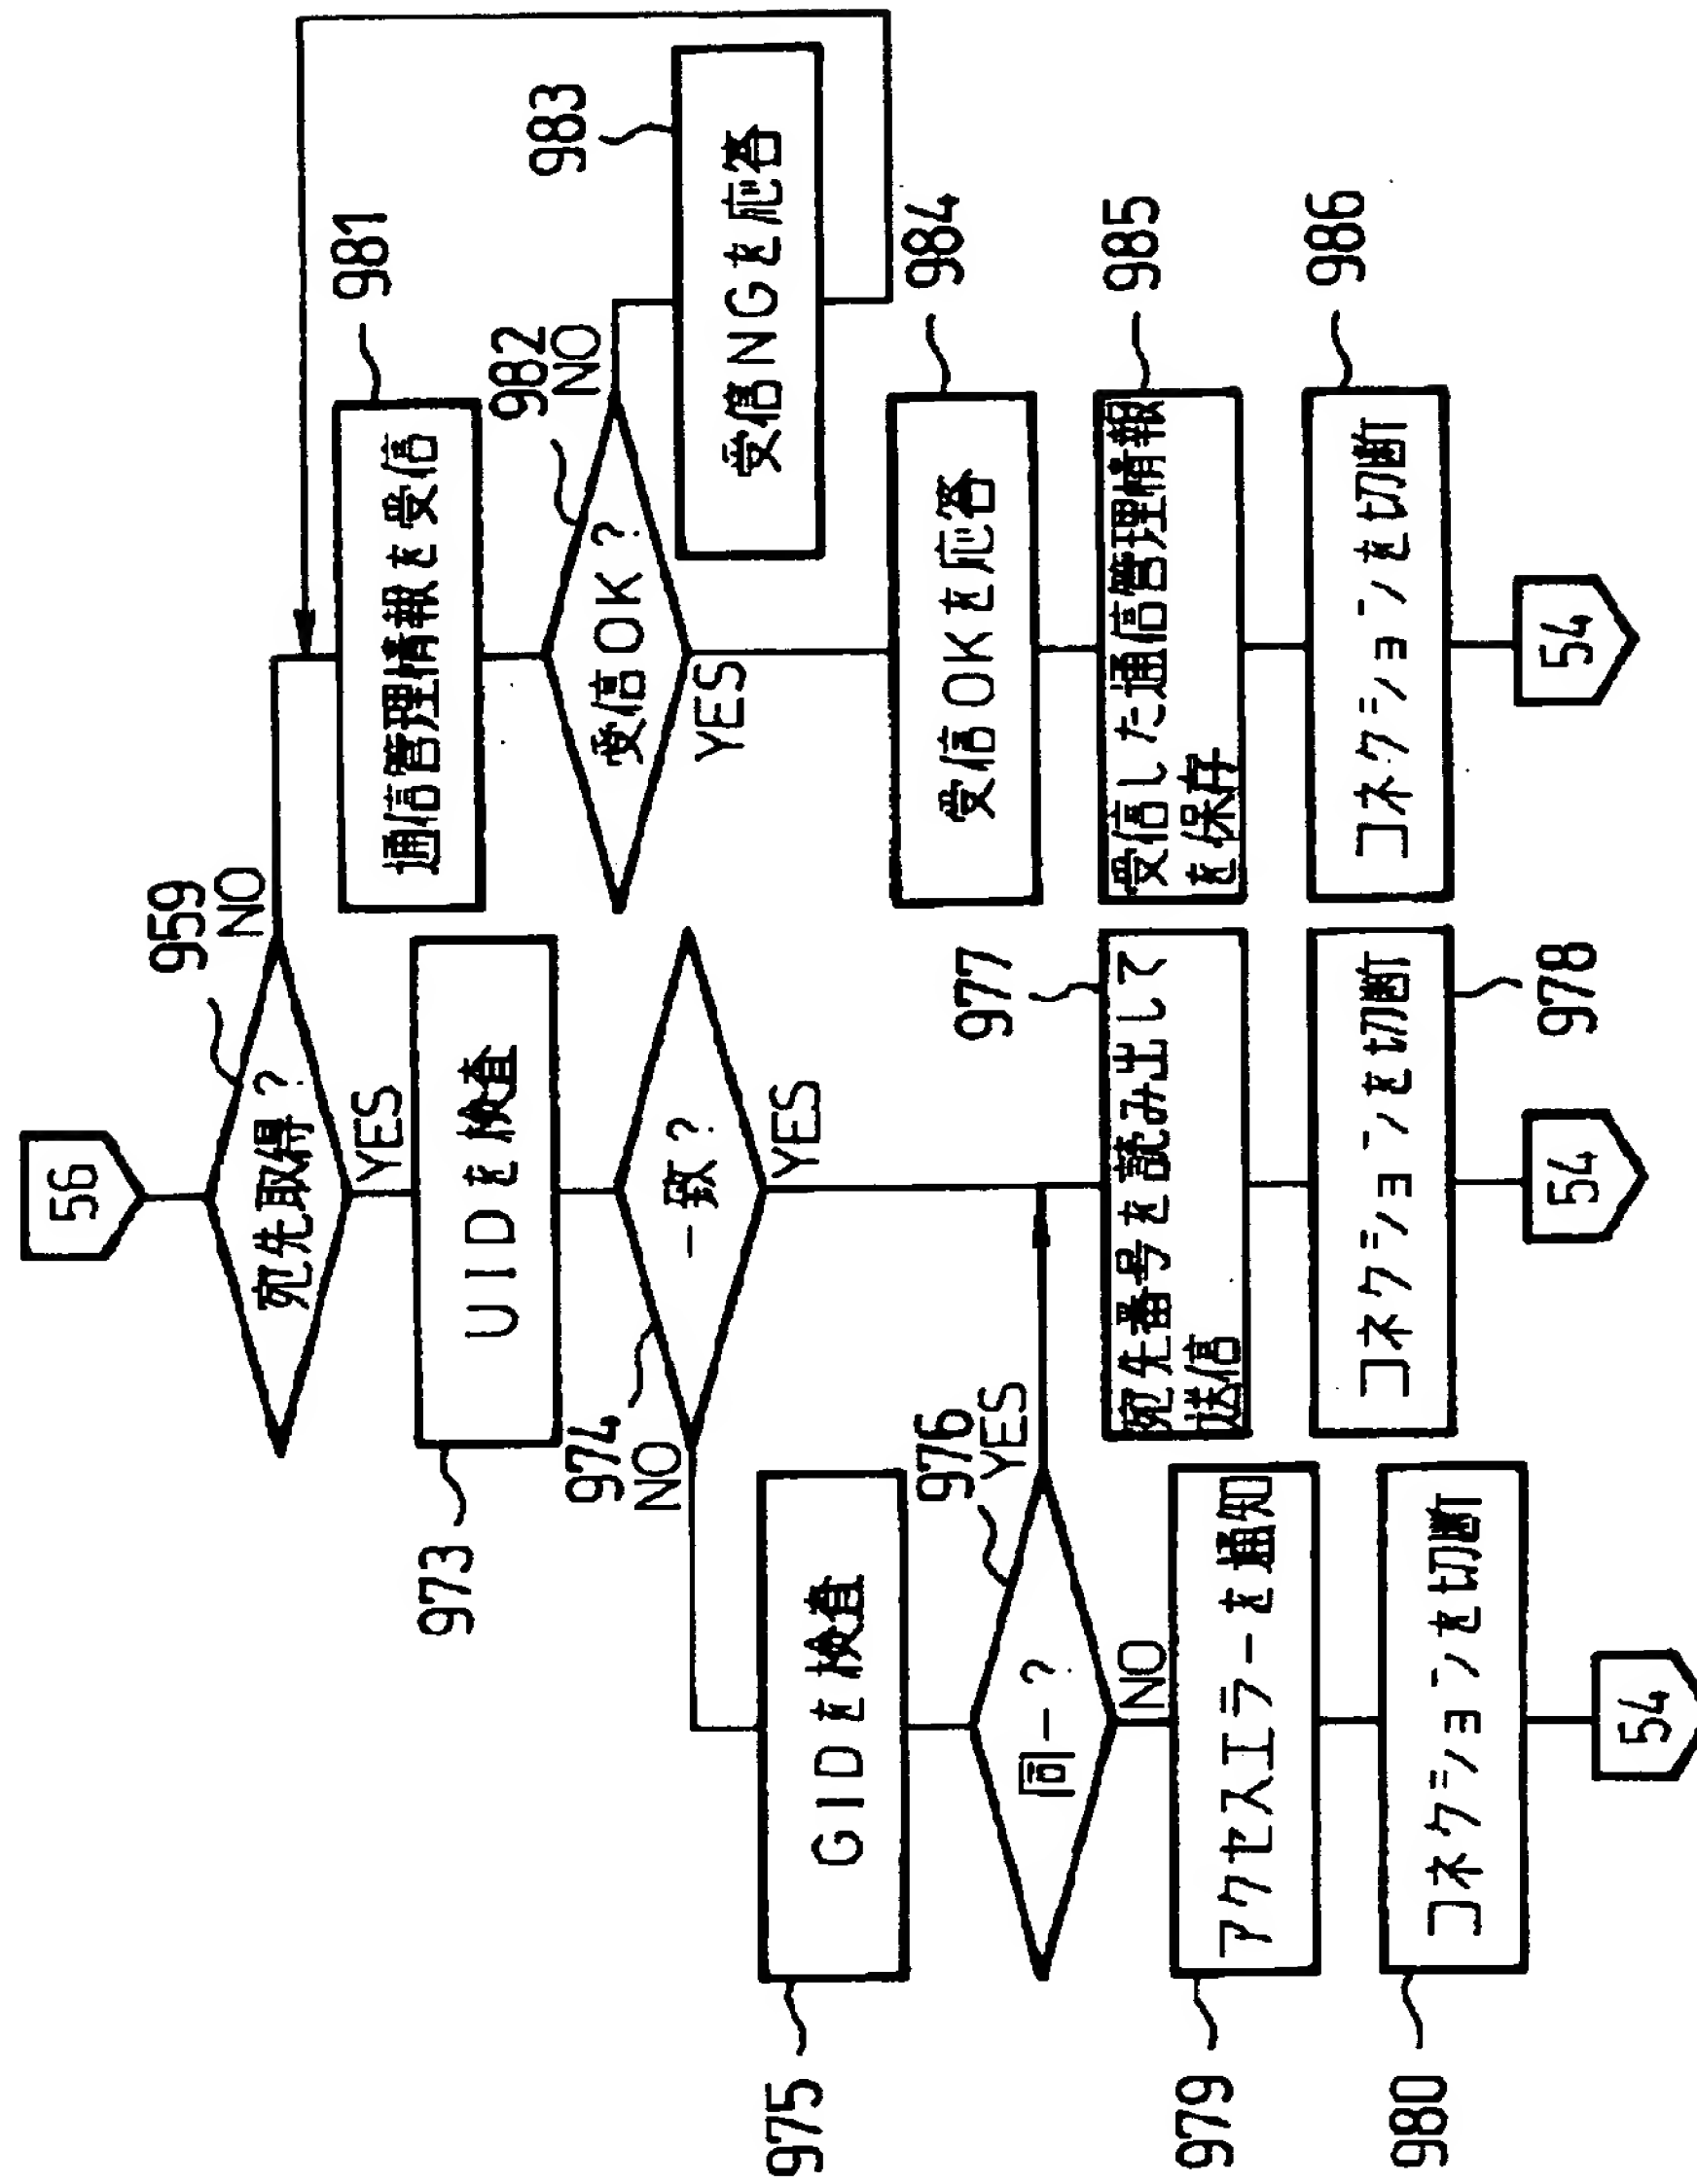 56
959
宛先取得?
NO
YES
973
UIDを検査
974
一致?
NO
YES
975
GIDを検査
976
同一?
YES
NO
977
宛先番号を読み出して
送信
978
コネクションを切断
54
979
アクセスエラーを通知
980
コネクションを切断
54
981
通信管理情報を受信
982
受信OK?
NO
YES
983
受信NGを応答
984
受信OKを応答
985
受信した通信管理情報
を保存
986
コネクションを切断
54